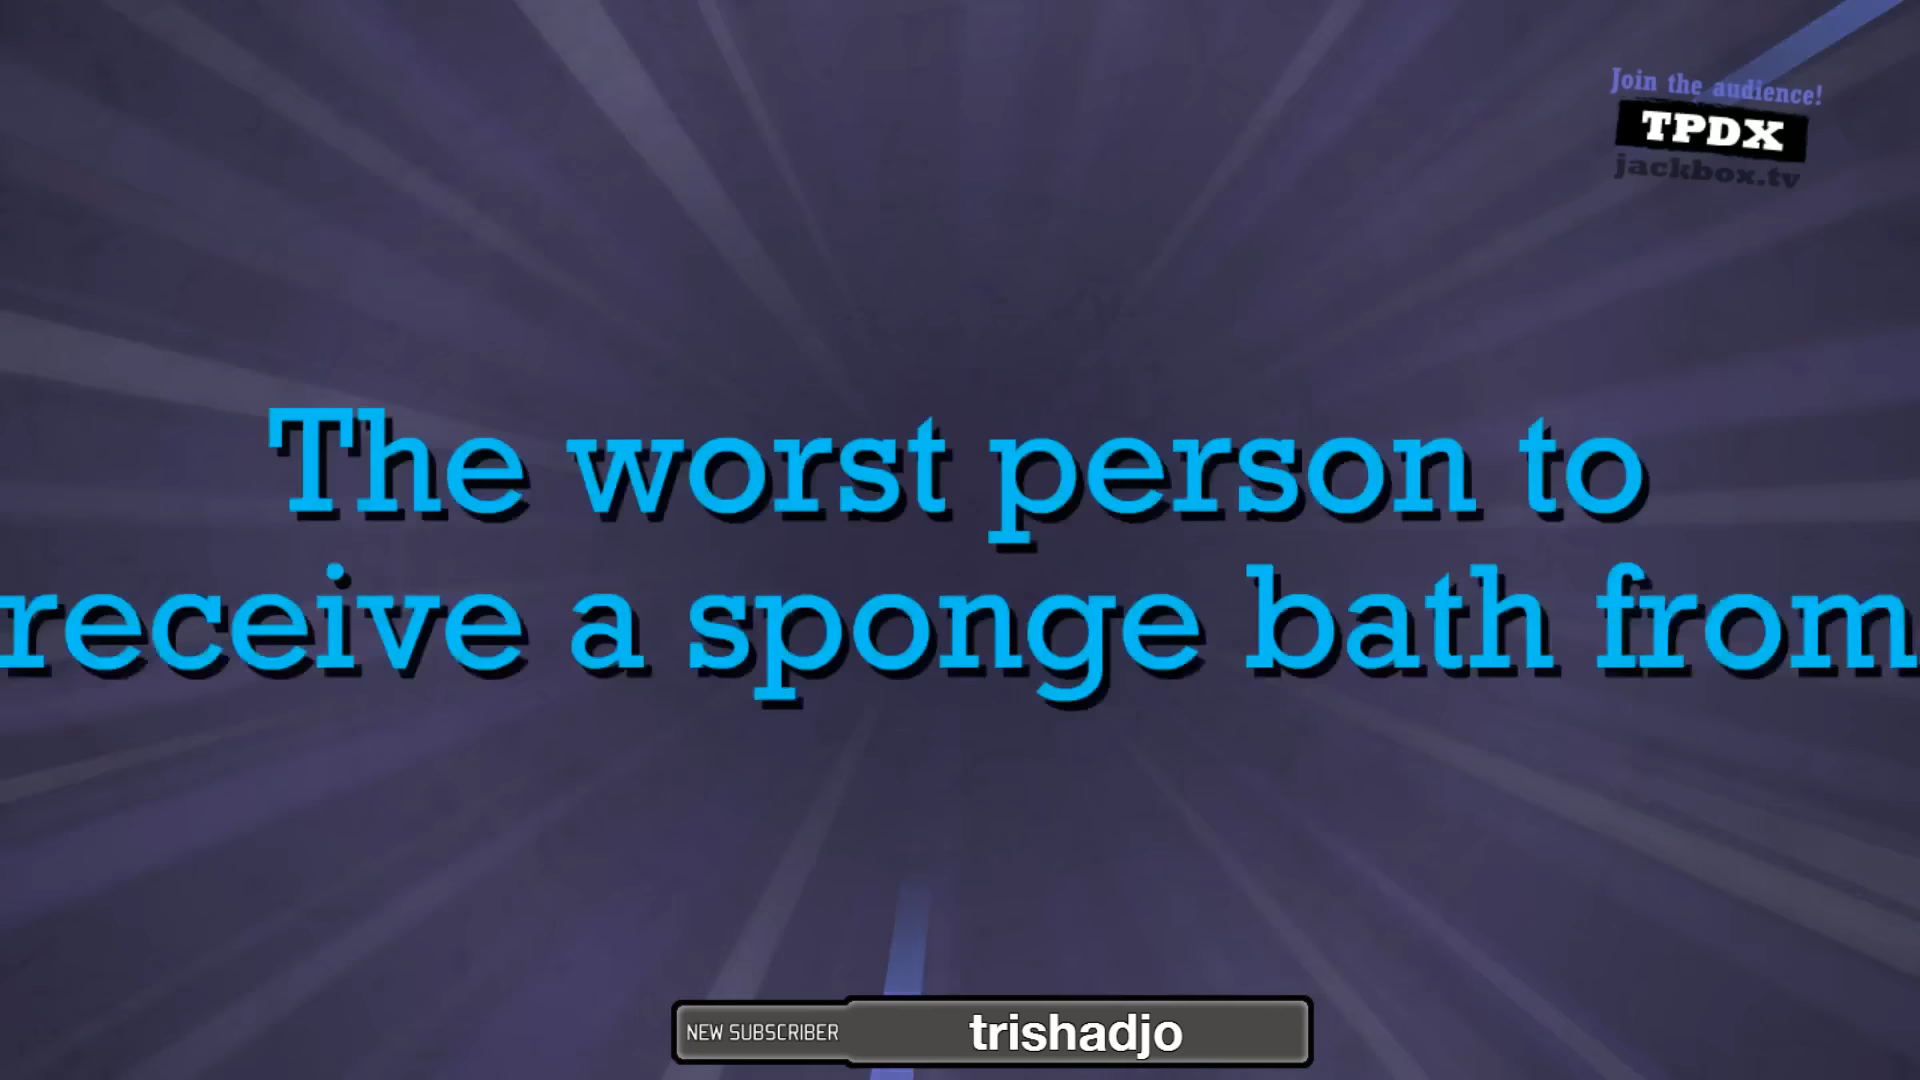 Join the audience!
TPDX
jackbox.tv
The worst person to
receive a sponge bath from
NEW SUBSCRIBER trishadjo